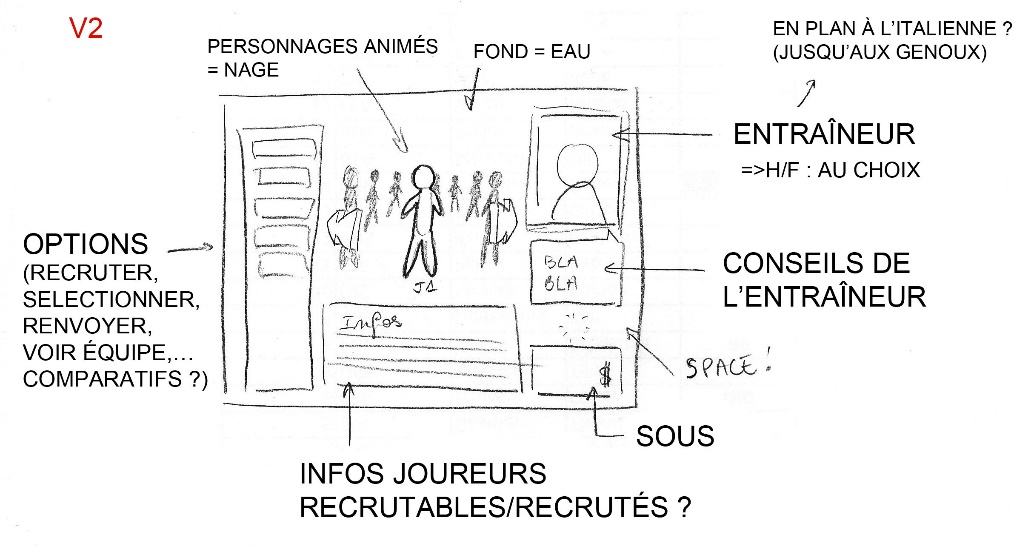 V2
PERSONNAGES ANIMÉS
= NAGE
FOND = EAU
EN PLAN À L'ITALIENNE ?
(JUSQU'AUX GENOUX)
ENTRAÎNEUR
=>H/F : AU CHOIX
OPTIONS
(RECRUTER,
SELECTIONNER,
RENVOYER,
VOIR ÉQUIPE,...
COMPARATIFS ?)
J1
BLA
BLA
CONSEILS DE
L'ENTRAÎNEUR
Infos
SPACE !
$
SOUS
INFOS JOUREURS
RECRUTABLES/RECRUTÉS ?